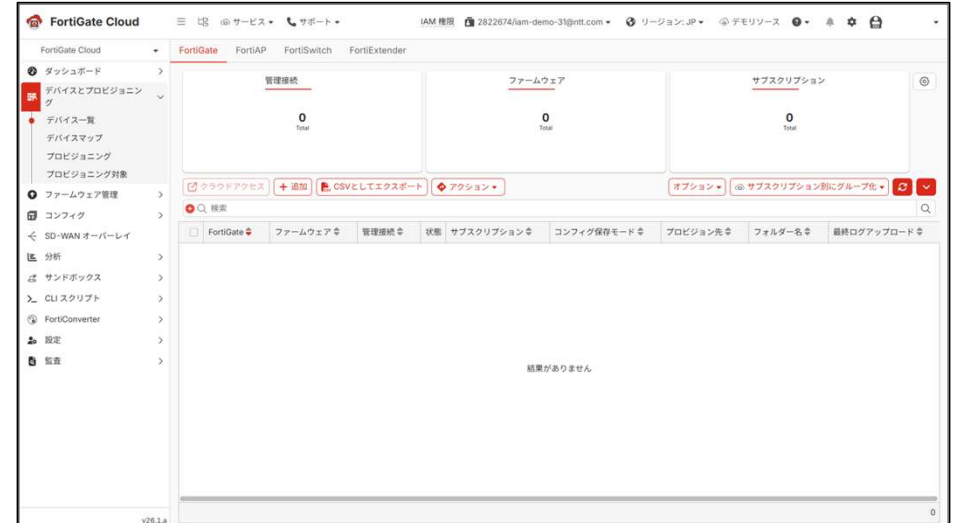 FortiGate Cloud
サービス
サポート
IAM 権限
2822674/iam-demo-31@ntt.com
リージョン: JP
デモリソース
FortiGate Cloud
ダッシュボード
デバイスとプロビジョニン
グ
デバイス一覧
デバイスマップ
プロビジョニング
プロビジョニング対象
ファームウェア管理
コンフィグ
SD-WAN オーバーレイ
分析
サンドボックス
CLI スクリプト
FortiConverter
設定
監査
v26.1.a
FortiGate FortiAP FortiSwitch FortiExtender
管理接続
0
Total
ファームウェア
0
Total
サブスクリプション
0
Total
クラウドアクセス + 追加 CSVとしてエクスポート アクション オプション サブスクリプション別にグループ化
検索
FortiGate ファームウェア 管理接続 状態 サブスクリプション コンフィグ保存モード プロビジョン先 フォルダー名 最終ログアップロード
結果がありません
0